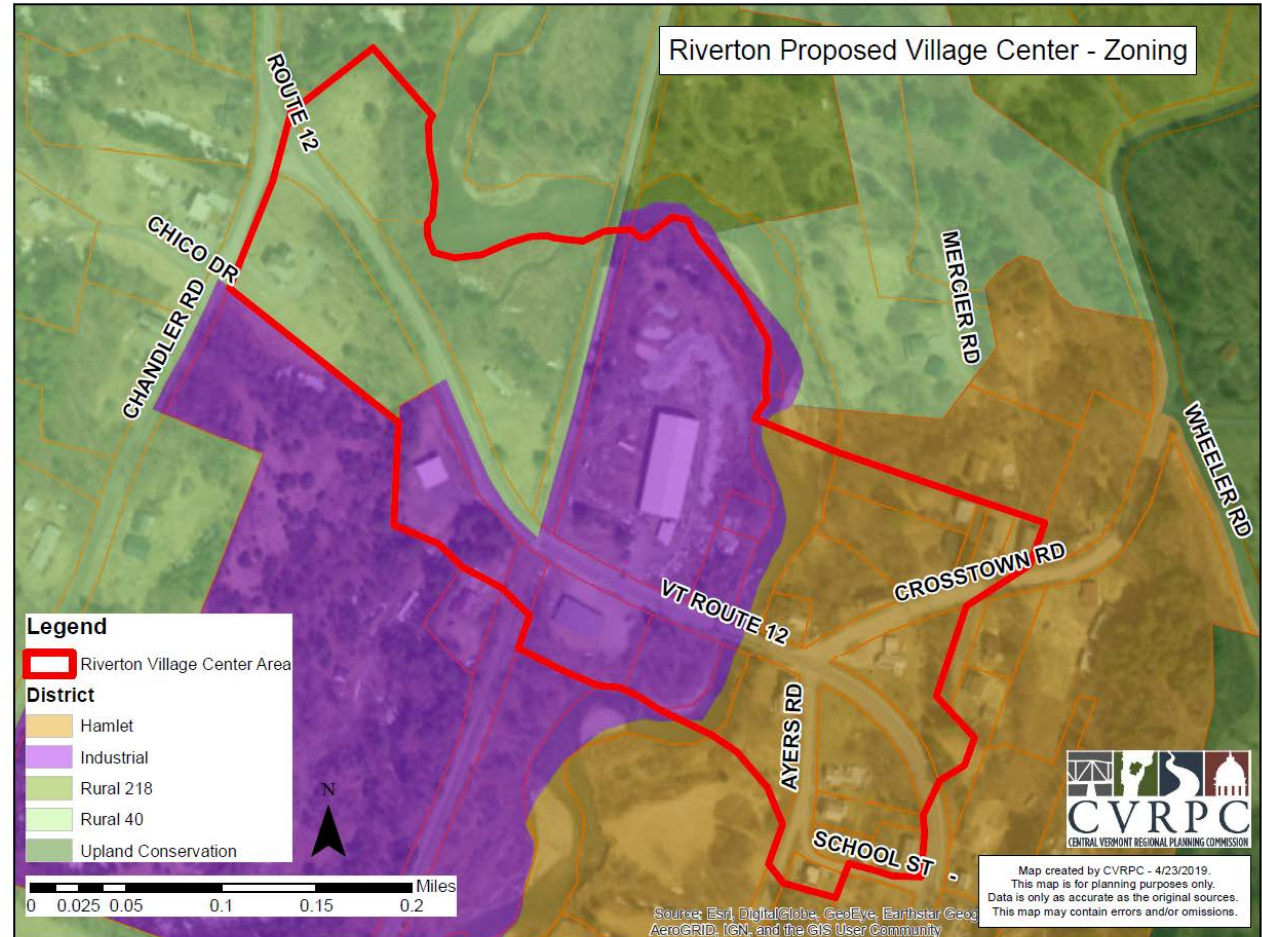 Riverton Proposed Village Center - Zoning
ROUTE 12
CHICO DR
CHANDLER RD
MERCIER RD
WHEELER RD
CROSSTOWN RD
VT ROUTE 12
AYERS RD
SCHOOL ST
Legend
Riverton Village Center Area
District
Hamlet
Industrial
Rural 218
Rural 40
Upland Conservation
N
Miles
0 0.025 0.05 0.1 0.15 0.2
CVRPC
CENTRAL VERMONT REGIONAL PLANNING COMMISSION
Map created by CVRPC - 4/23/2019.
This map is for planning purposes only.
Data is only as accurate as the original sources.
This map may contain errors and/or omissions.
Source: Esri, DigitalGlobe, GeoEye, Earthstar Geog
AeroGRID, IGN, and the GIS User Community